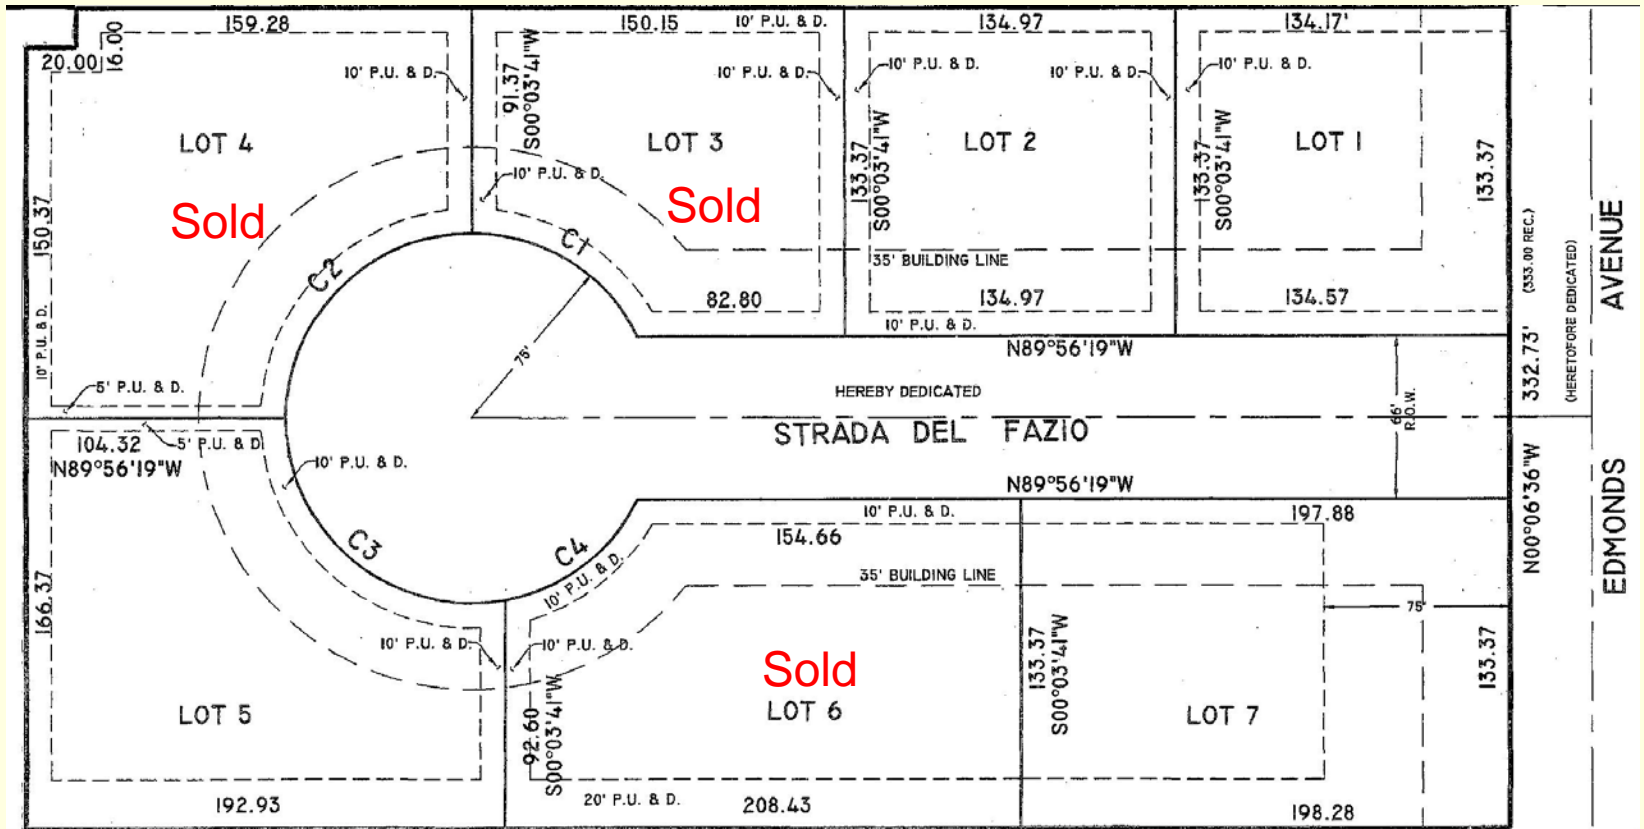 159.28
150.15
10' P.U. & D.
134.97
134.17'
20.00
16.00
10' P.U. & D.
91.37
S00°03'41"W
10' P.U. & D.
10' P.U. & D.
10' P.U. & D.
10' P.U. & D.
LOT 4
LOT 3
LOT 2
LOT 1
133.37
S00°03'41"W
133.37
S00°03'41"W
133.37
10' P.U. & D.
Sold
Sold
150.37
C2
C1
35' BUILDING LINE
(333.00 REC.)
AVENUE
82.80
134.97
134.57
10' P.U. & D.
10' P.U. & D.
N89°56'19"W
75'
332.73'
(HERETOFORE DEDICATED)
5' P.U. & D.
HEREBY DEDICATED
66'
R.O.W.
STRADA DEL FAZIO
104.32
5' P.U. & D
N89°56'19"W
10' P.U. & D.
N89°56'19"W
N00°06'36"W
EDMONDS
10' P.U. & D.
197.88
154.66
C3
C4
10' P.U. & D.
35' BUILDING LINE
166.37
75'
10' P.U. & D.
10' P.U. & D.
133.37
S00°03'41"W
133.37
Sold
LOT 5
LOT 6
LOT 7
92.60
S00°03'41"W
192.93
20' P.U. & D.
208.43
198.28